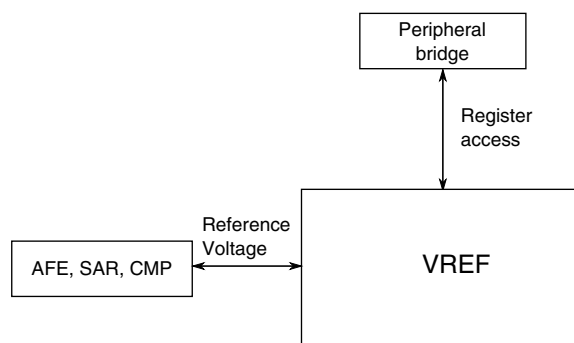 Peripheral
bridge
Register
access
Reference
Voltage
AFE, SAR, CMP
VREF